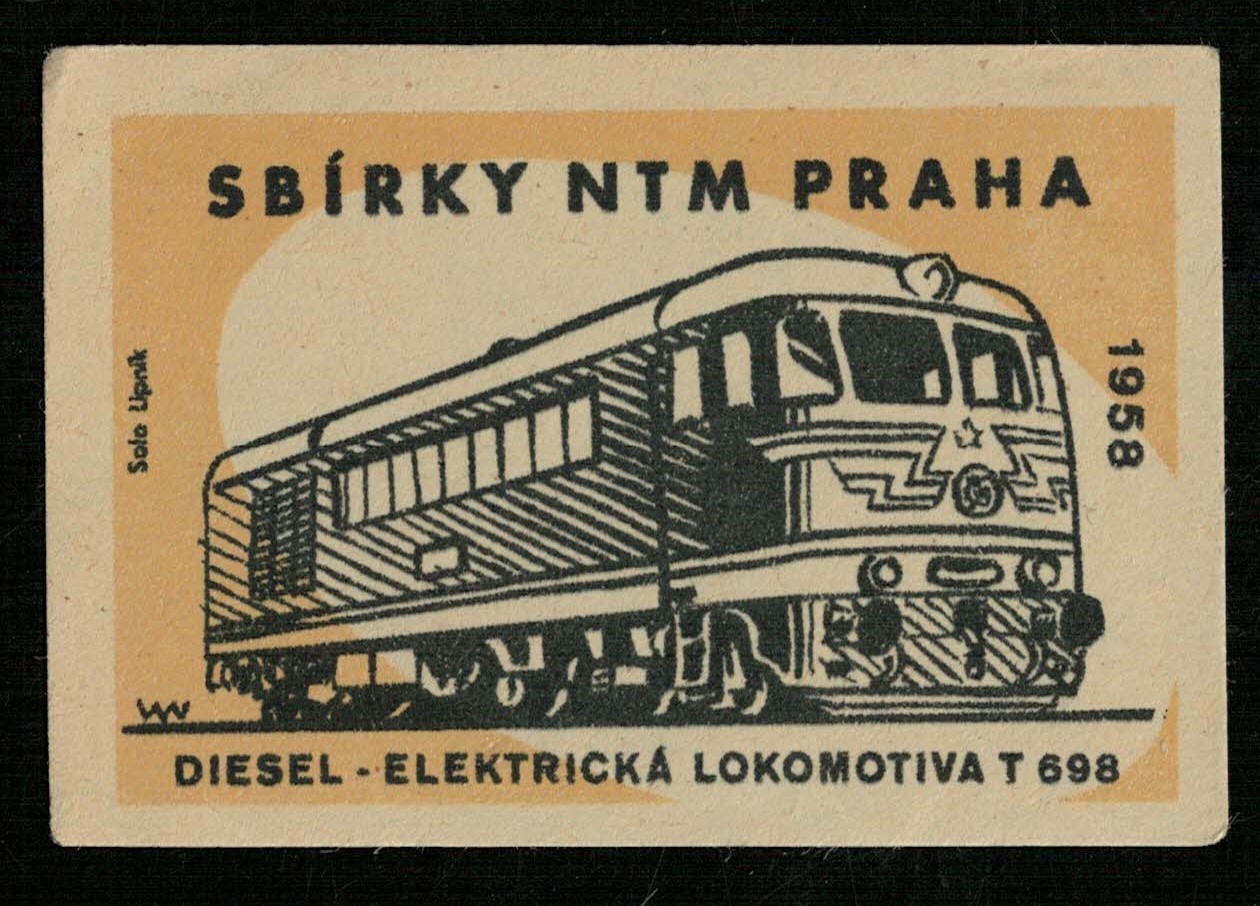 SBÍRKY NTM PRAHA
1958
Solo Lipník
DIESEL - ELEKTRICKÁ LOKOMOTIVA T 698